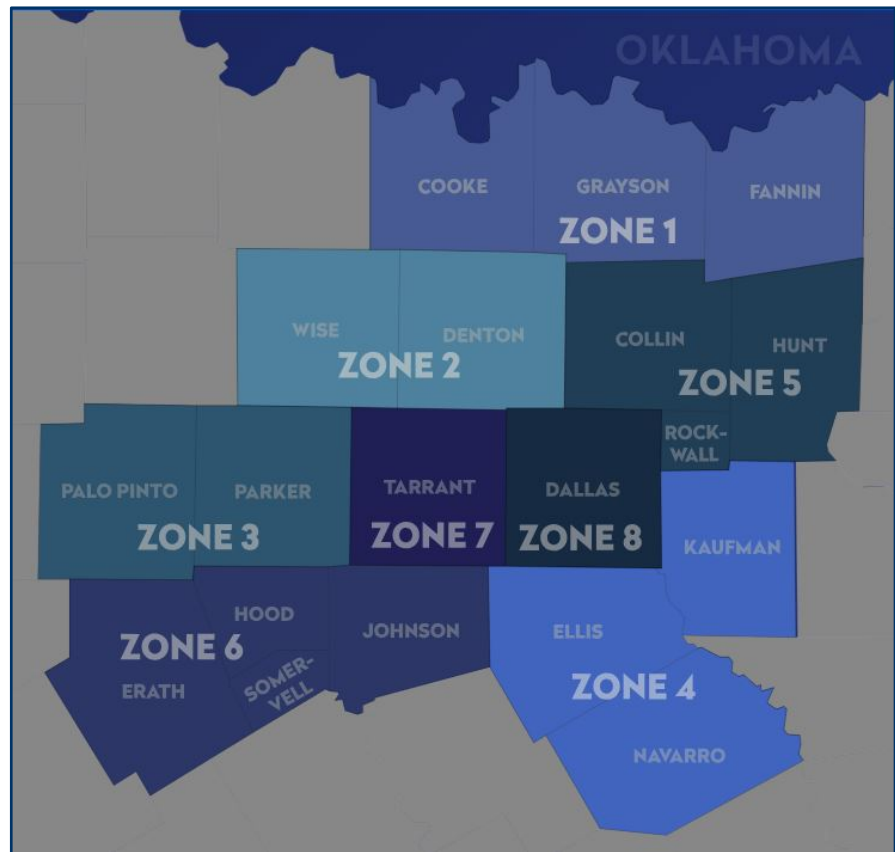 OKLAHOMA
COOKE
GRAYSON
FANNIN
ZONE 1
WISE
DENTON
ZONE 2
COLLIN
HUNT
ZONE 5
ROCK-
WALL
PALO PINTO
PARKER
ZONE 3
TARRANT
ZONE 7
DALLAS
ZONE 8
KAUFMAN
HOOD
JOHNSON
ZONE 6
ERATH
SOMER-
VELL
ELLIS
ZONE 4
NAVARRO